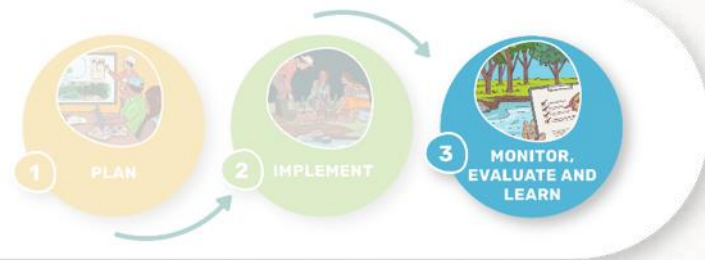 1
PLAN
2
IMPLEMENT
3
MONITOR,
EVALUATE AND
LEARN